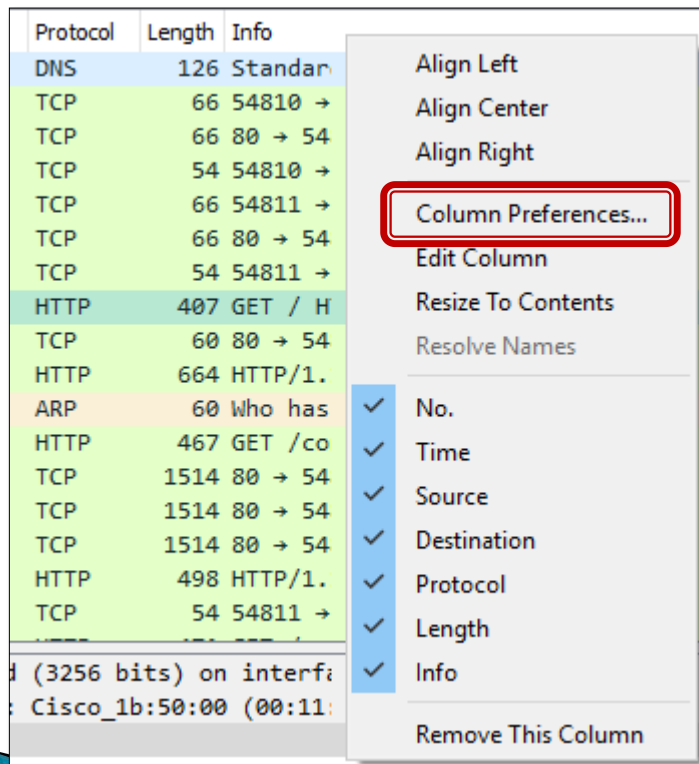 Protocol Length Info
DNS 126 Standar
TCP 66 54810 →
TCP 66 80 → 54
TCP 54 54810 →
TCP 66 54811 →
TCP 66 80 → 54
TCP 54 54811 →
HTTP 407 GET / H
TCP 60 80 → 54
HTTP 664 HTTP/1.
ARP 60 Who has
HTTP 467 GET /co
TCP 1514 80 → 54
TCP 1514 80 → 54
TCP 1514 80 → 54
HTTP 498 HTTP/1.
TCP 54 54811 →
(3256 bits) on interfa
: Cisco_1b:50:00 (00:11:
Align Left
Align Center
Align Right
Column Preferences...
Edit Column
Resize To Contents
Resolve Names
No.
Time
Source
Destination
Protocol
Length
Info
Remove This Column